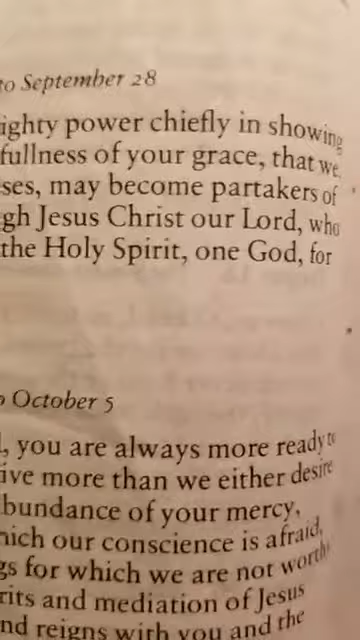 to September 28
ighty power chiefly in showing
fullness of your grace, that we,
ses, may become partakers of
gh Jesus Christ our Lord, who
the Holy Spirit, one God, for
o October 5
, you are always more ready to
ive more than we either desire
bundance of your mercy,
hich our conscience is afraid,
gs for which we are not worth
rits and mediation of Jesus
nd reigns with you and the